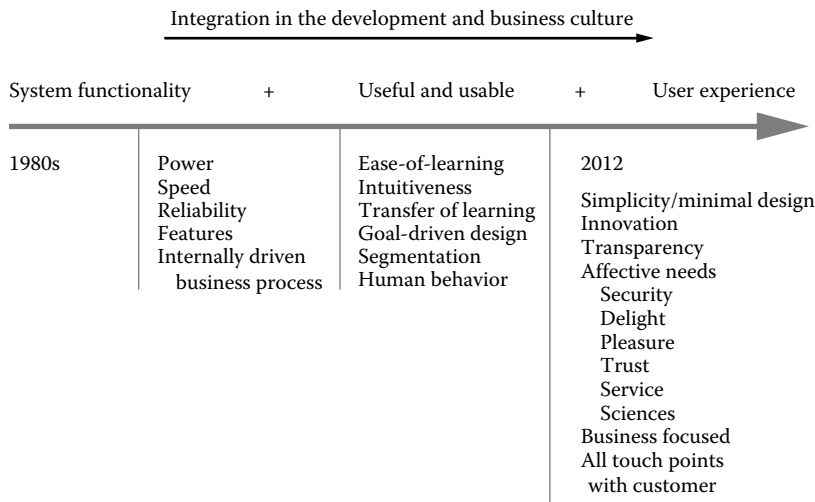 Integration in the development and business culture
System functionality + Useful and usable + User experience
1980s
Power
Speed
Reliability
Features
Internally driven
business process
Ease-of-learning
Intuitiveness
Transfer of learning
Goal-driven design
Segmentation
Human behavior
2012
Simplicity/minimal design
Innovation
Transparency
Affective needs
Security
Delight
Pleasure
Trust
Service
Sciences
Business focused
All touch points
with customer